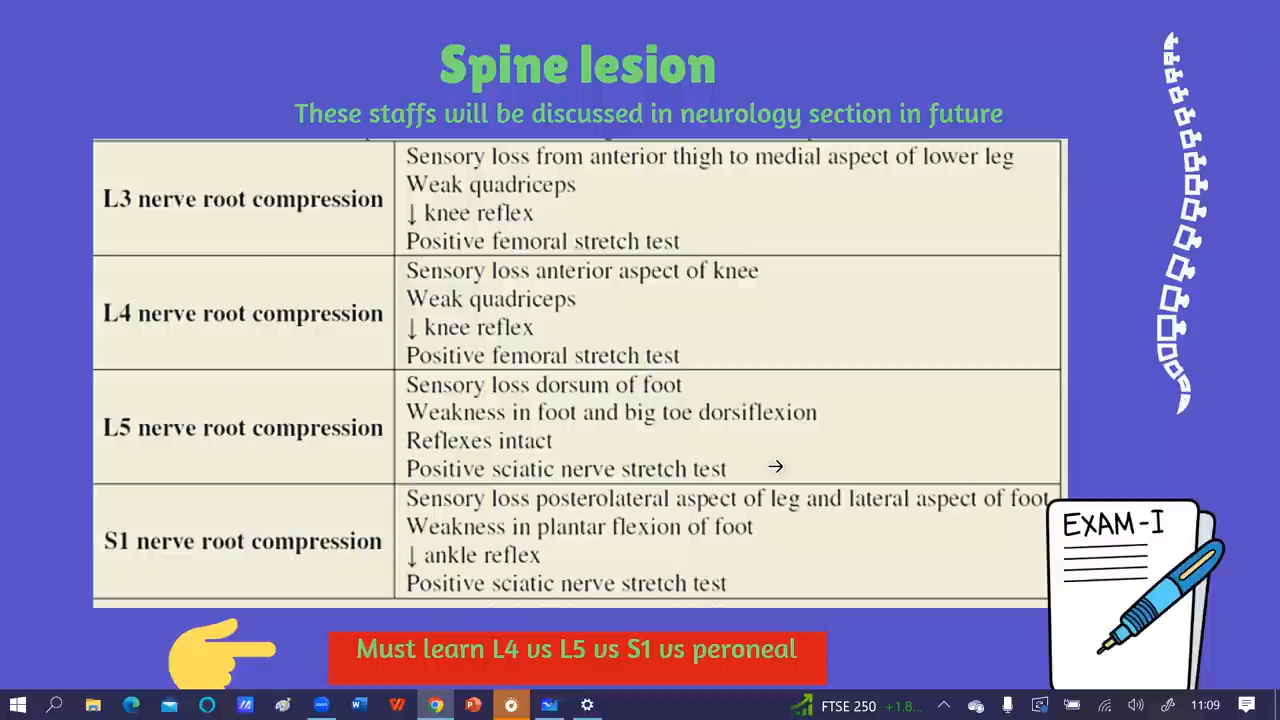 Spine lesion
These staffs will be discussed in neurology section in future
L3 nerve root compression
Sensory loss from anterior thigh to medial aspect of lower leg
Weak quadriceps
↓ knee reflex
Positive femoral stretch test
L4 nerve root compression
Sensory loss anterior aspect of knee
Weak quadriceps
↓ knee reflex
Positive femoral stretch test
L5 nerve root compression
Sensory loss dorsum of foot
Weakness in foot and big toe dorsiflexion
Reflexes intact
Positive sciatic nerve stretch test
S1 nerve root compression
Sensory loss posterolateral aspect of leg and lateral aspect of foot
Weakness in plantar flexion of foot
↓ ankle reflex
Positive sciatic nerve stretch test
EXAM-I
Must learn L4 vs L5 vs S1 vs peroneal
FTSE 250 +1.8...
11:09